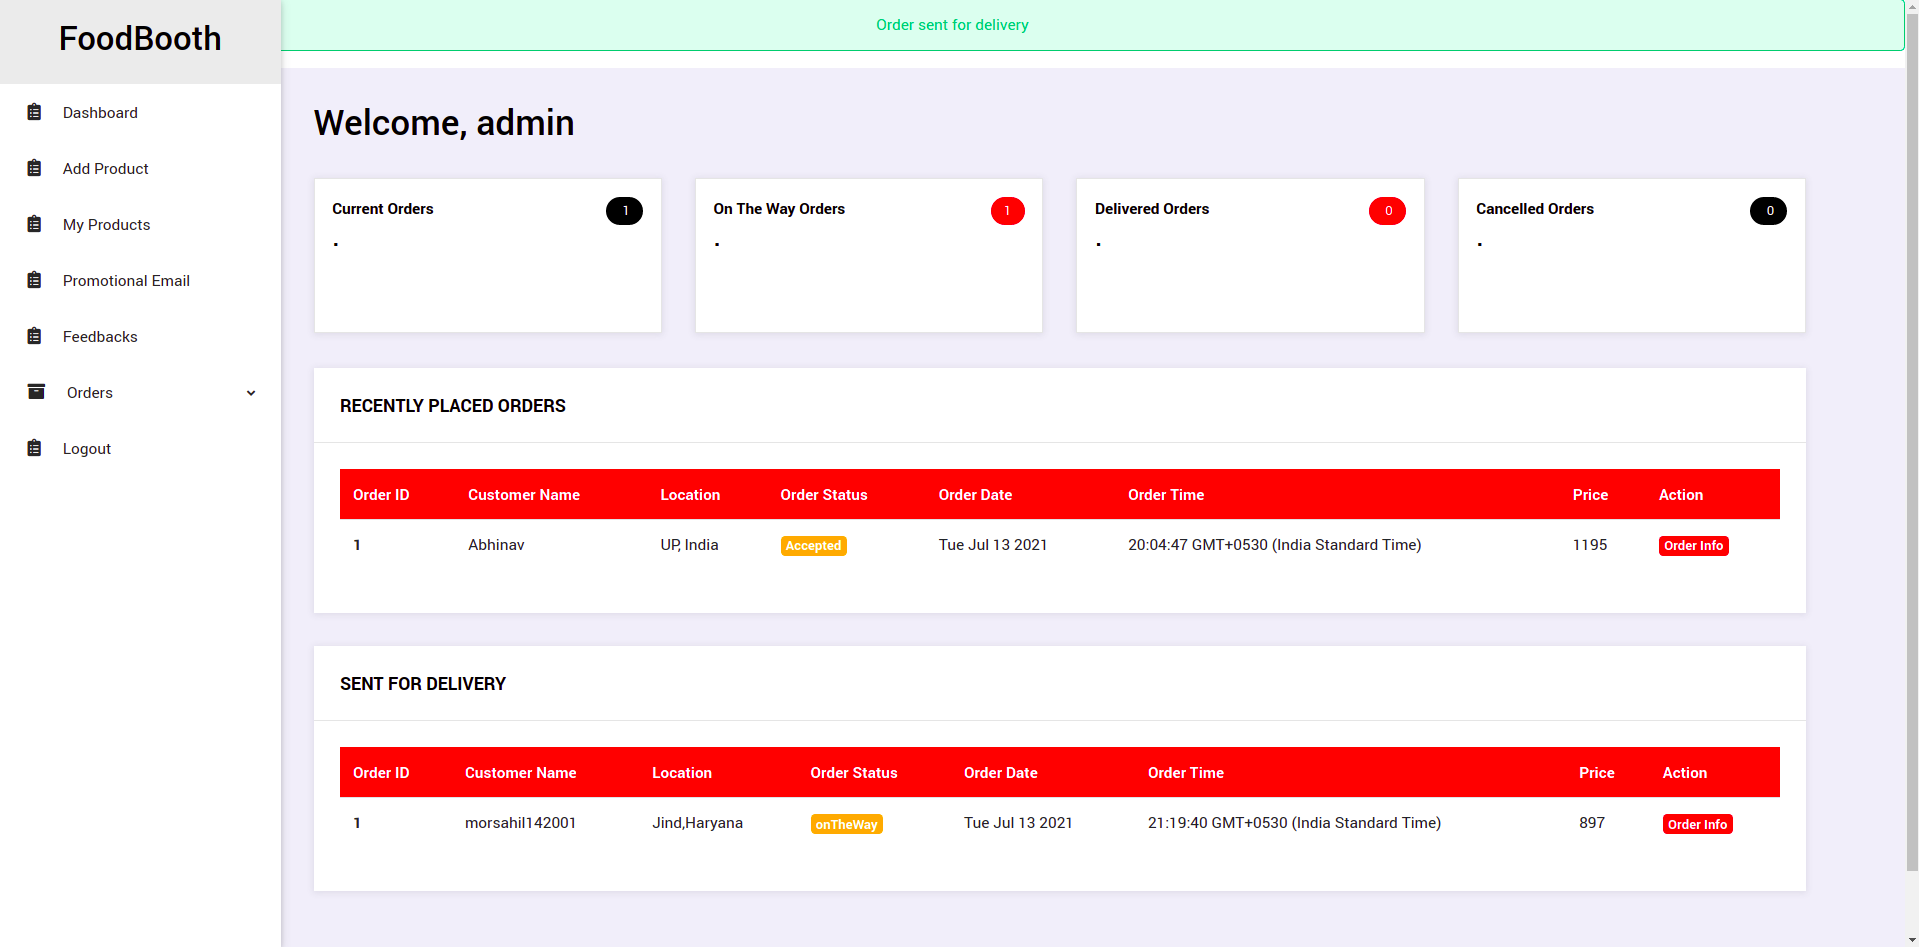 FoodBooth
Order sent for delivery
Dashboard
Add Product
My Products
Promotional Email
Feedbacks
Orders
Logout
Welcome, admin
Current Orders 1
.
On The Way Orders 1
.
Delivered Orders 0
.
Cancelled Orders 0
.
RECENTLY PLACED ORDERS
Order ID Customer Name Location Order Status Order Date Order Time Price Action
1 Abhinav UP, India Accepted Tue Jul 13 2021 20:04:47 GMT+0530 (India Standard Time) 1195 Order Info
SENT FOR DELIVERY
Order ID Customer Name Location Order Status Order Date Order Time Price Action
1 morsahil142001 Jind,Haryana onTheWay Tue Jul 13 2021 21:19:40 GMT+0530 (India Standard Time) 897 Order Info